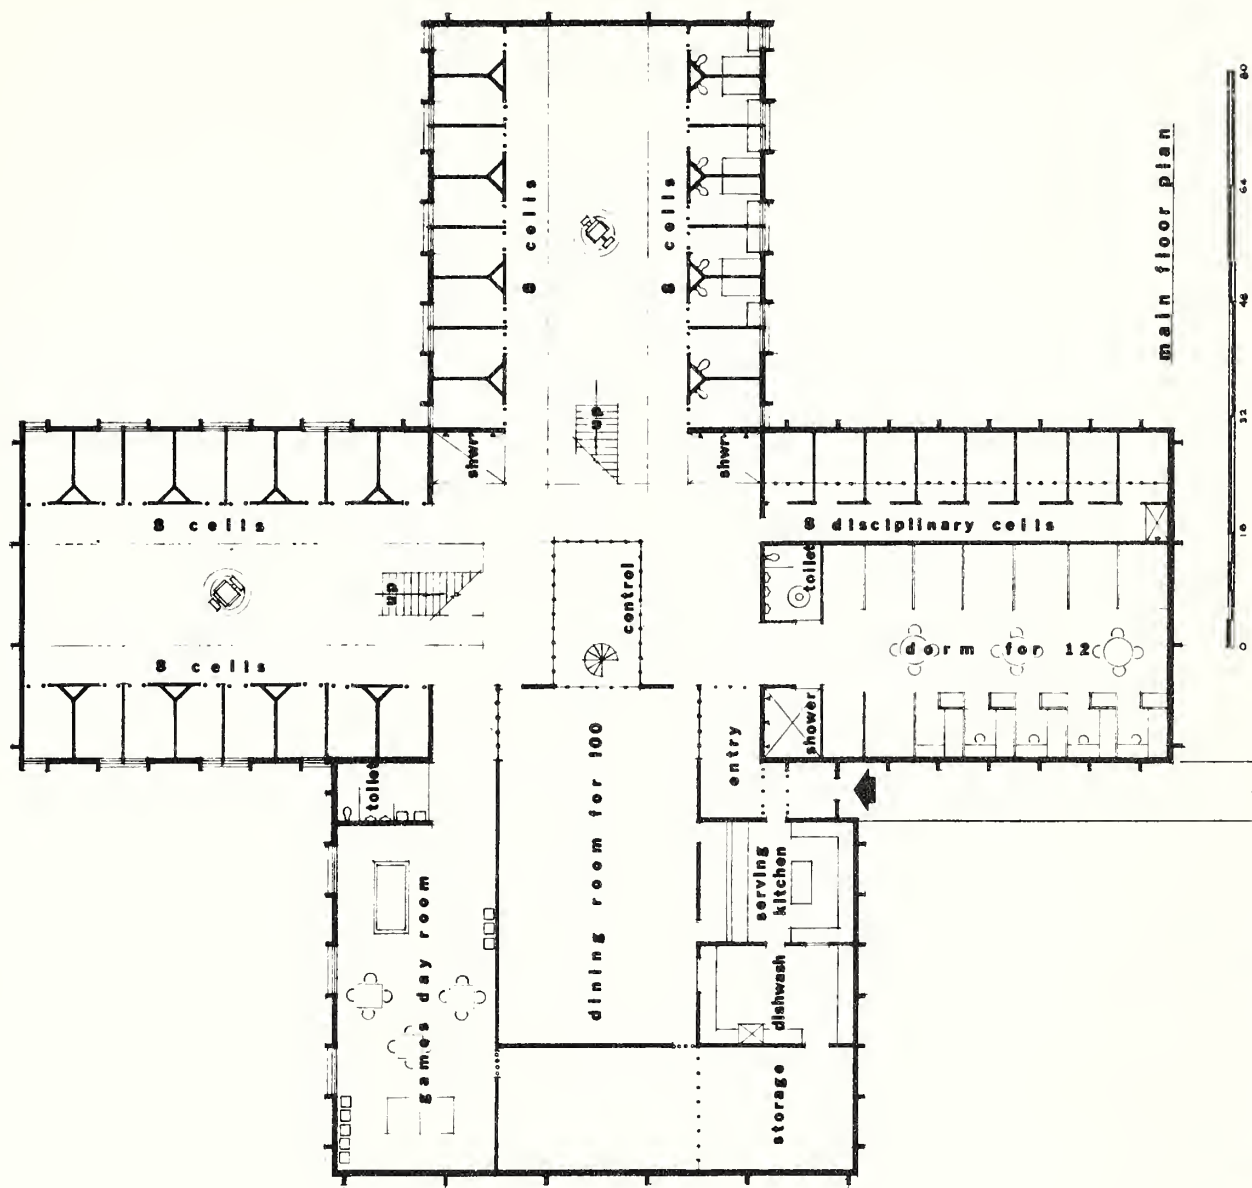 main floor plan
80
64
48
32
16
0
8 cells
8 cells
up
shwr
shwr
8 cells
up
8 cells
8 disciplinary cells
toilet
dorm for 12
control
shower
entry
toilet
games day room
dining room for 100
serving
kitchen
dishwash
storage